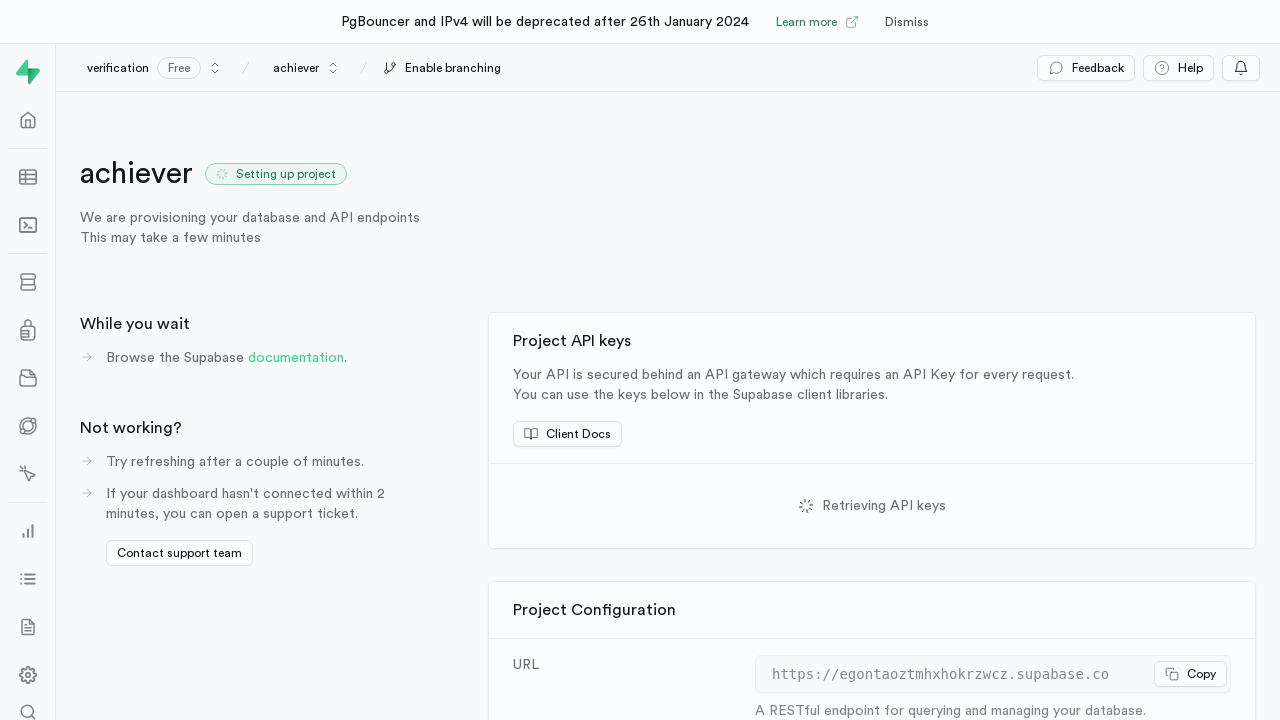 PgBouncer and IPv4 will be deprecated after 26th January 2024 Learn more Dismiss
verification Free / achiever / Enable branching Feedback Help
achiever Setting up project
We are provisioning your database and API endpoints
This may take a few minutes
While you wait
Browse the Supabase documentation.
Not working?
Try refreshing after a couple of minutes.
If your dashboard hasn't connected within 2
minutes, you can open a support ticket.
Contact support team
Project API keys
Your API is secured behind an API gateway which requires an API Key for every request.
You can use the keys below in the Supabase client libraries.
Client Docs
Retrieving API keys
Project Configuration
URL
https://egontaoztmhxhokrzwcz.supabase.co Copy
A RESTful endpoint for querying and managing your database.